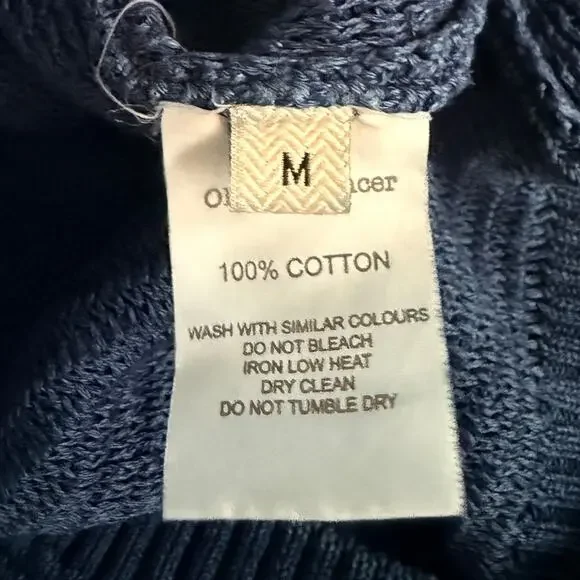 M
100% COTTON
WASH WITH SIMILAR COLOURS
DO NOT BLEACH
IRON LOW HEAT
DRY CLEAN
DO NOT TUMBLE DRY